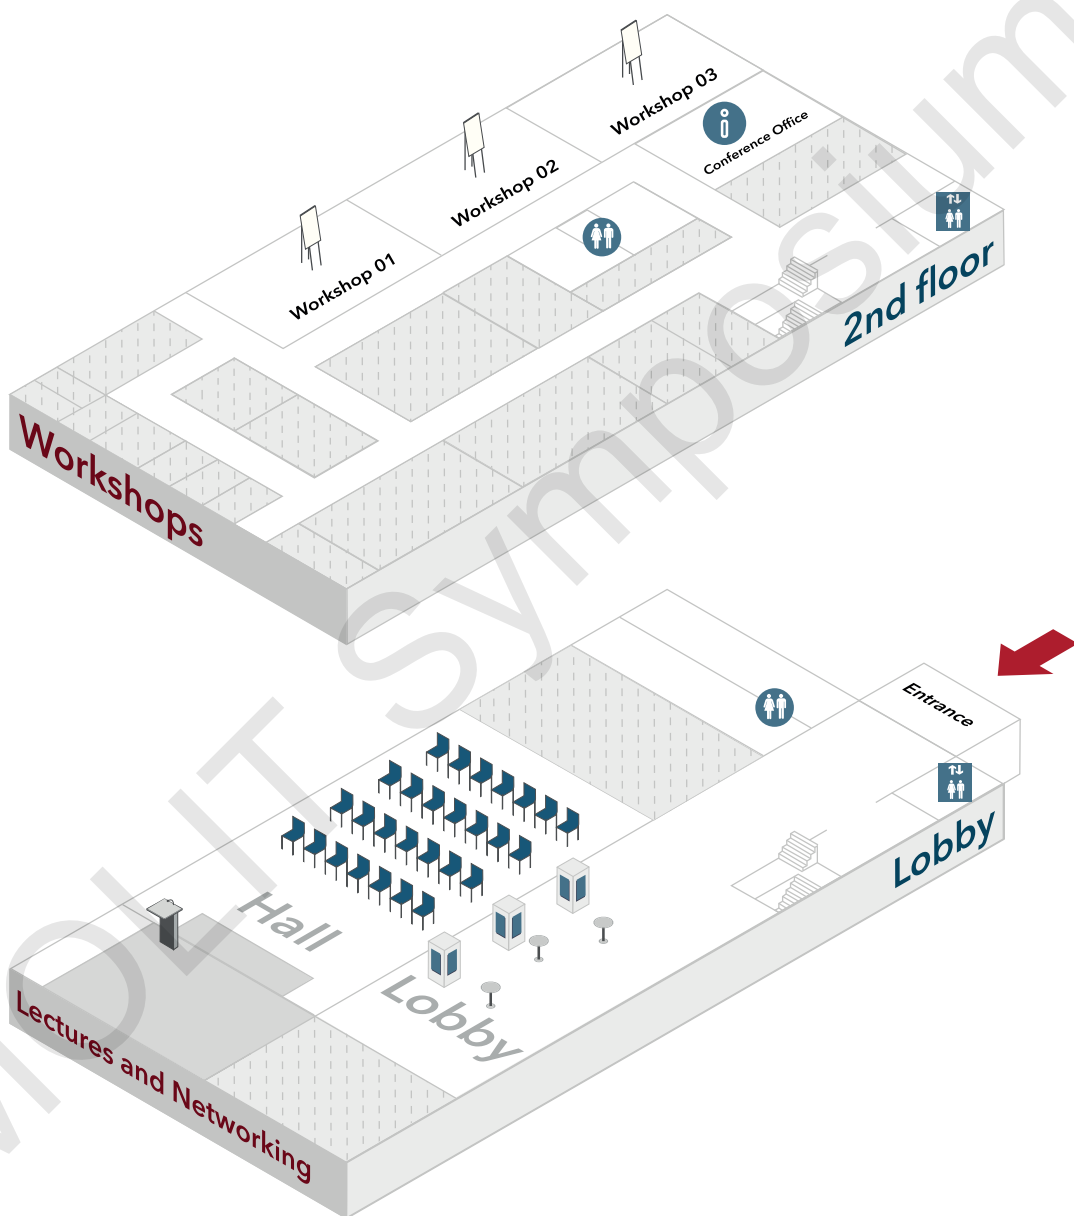 Workshop 03
Conference Office
Workshop 02
Workshop 01
2nd floor
Workshops
Entrance
Lobby
Hall
Lobby
Lectures and Networking
MOLIT Symposium